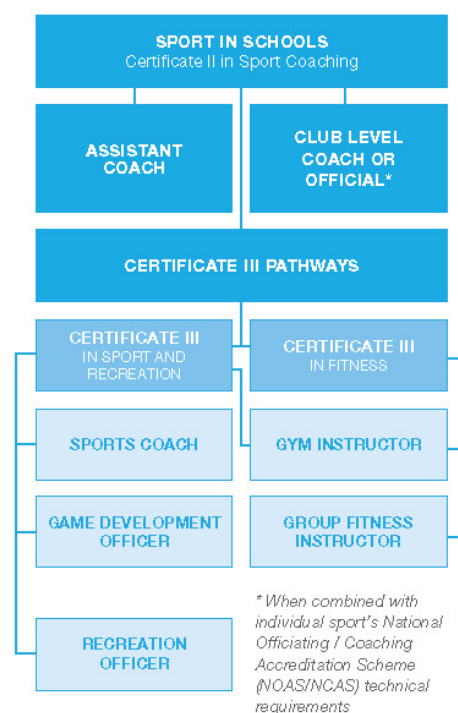 SPORT IN SCHOOLS
Certificate II in Sport Coaching
ASSISTANT
COACH
CLUB LEVEL
COACH OR
OFFICIAL*
CERTIFICATE III PATHWAYS
CERTIFICATE III
IN SPORT AND
RECREATION
CERTIFICATE III
IN FITNESS
SPORTS COACH
GYM INSTRUCTOR
GAME DEVELOPMENT
OFFICER
GROUP FITNESS
INSTRUCTOR
RECREATION
OFFICER
* When combined with
individual sport's National
Officiating / Coaching
Accreditation Scheme
(NOAS/NCAS) technical
requirements